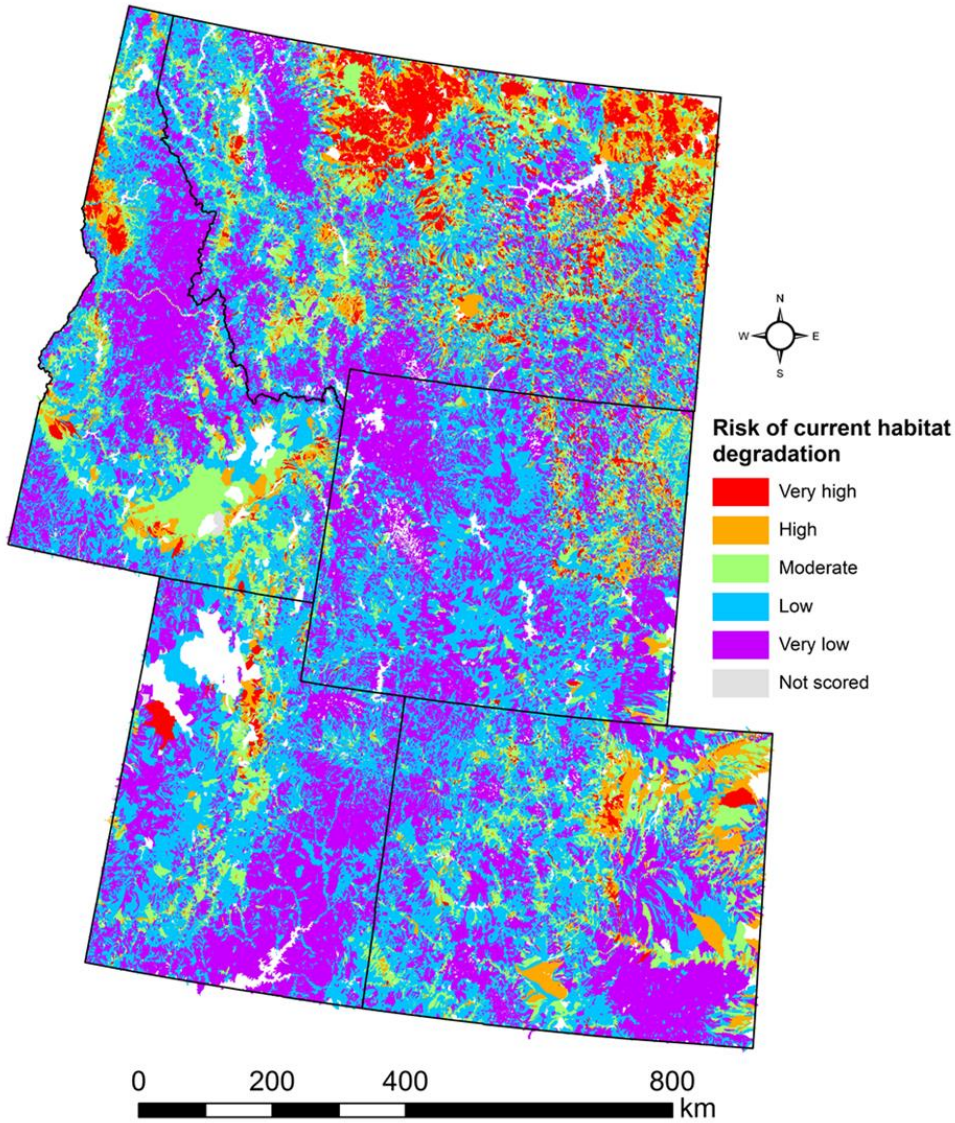 N
W E
S
Risk of current habitat
degradation
Very high
High
Moderate
Low
Very low
Not scored
0 200 400 800
km